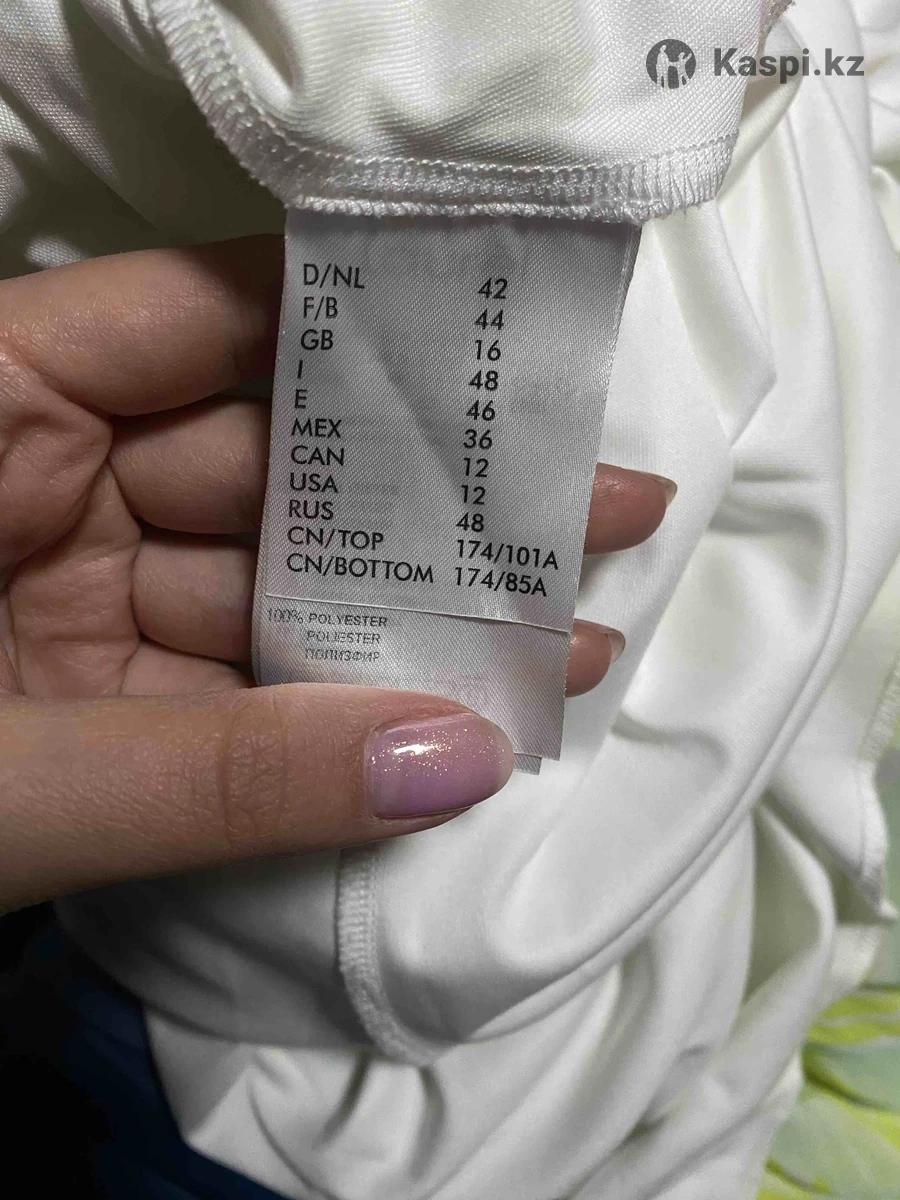 Kaspi.kz
D/NL 42
F/B 44
GB 16
I 48
E 46
MEX 36
CAN 12
USA 12
RUS 48
CN/TOP 174/101A
CN/BOTTOM 174/85A
100% POLYESTER
POLIESTER
ПОЛИЭФИР